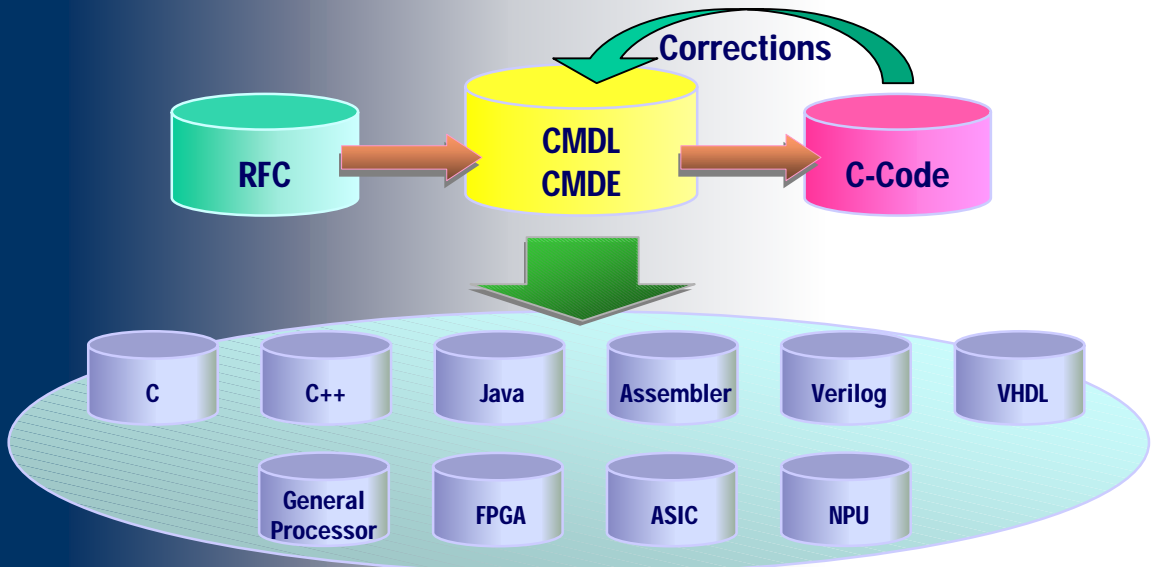 Corrections
RFC
CMDL
CMDE
C-Code
C
C++
Java
Assembler
Verilog
VHDL
General
Processor
FPGA
ASIC
NPU